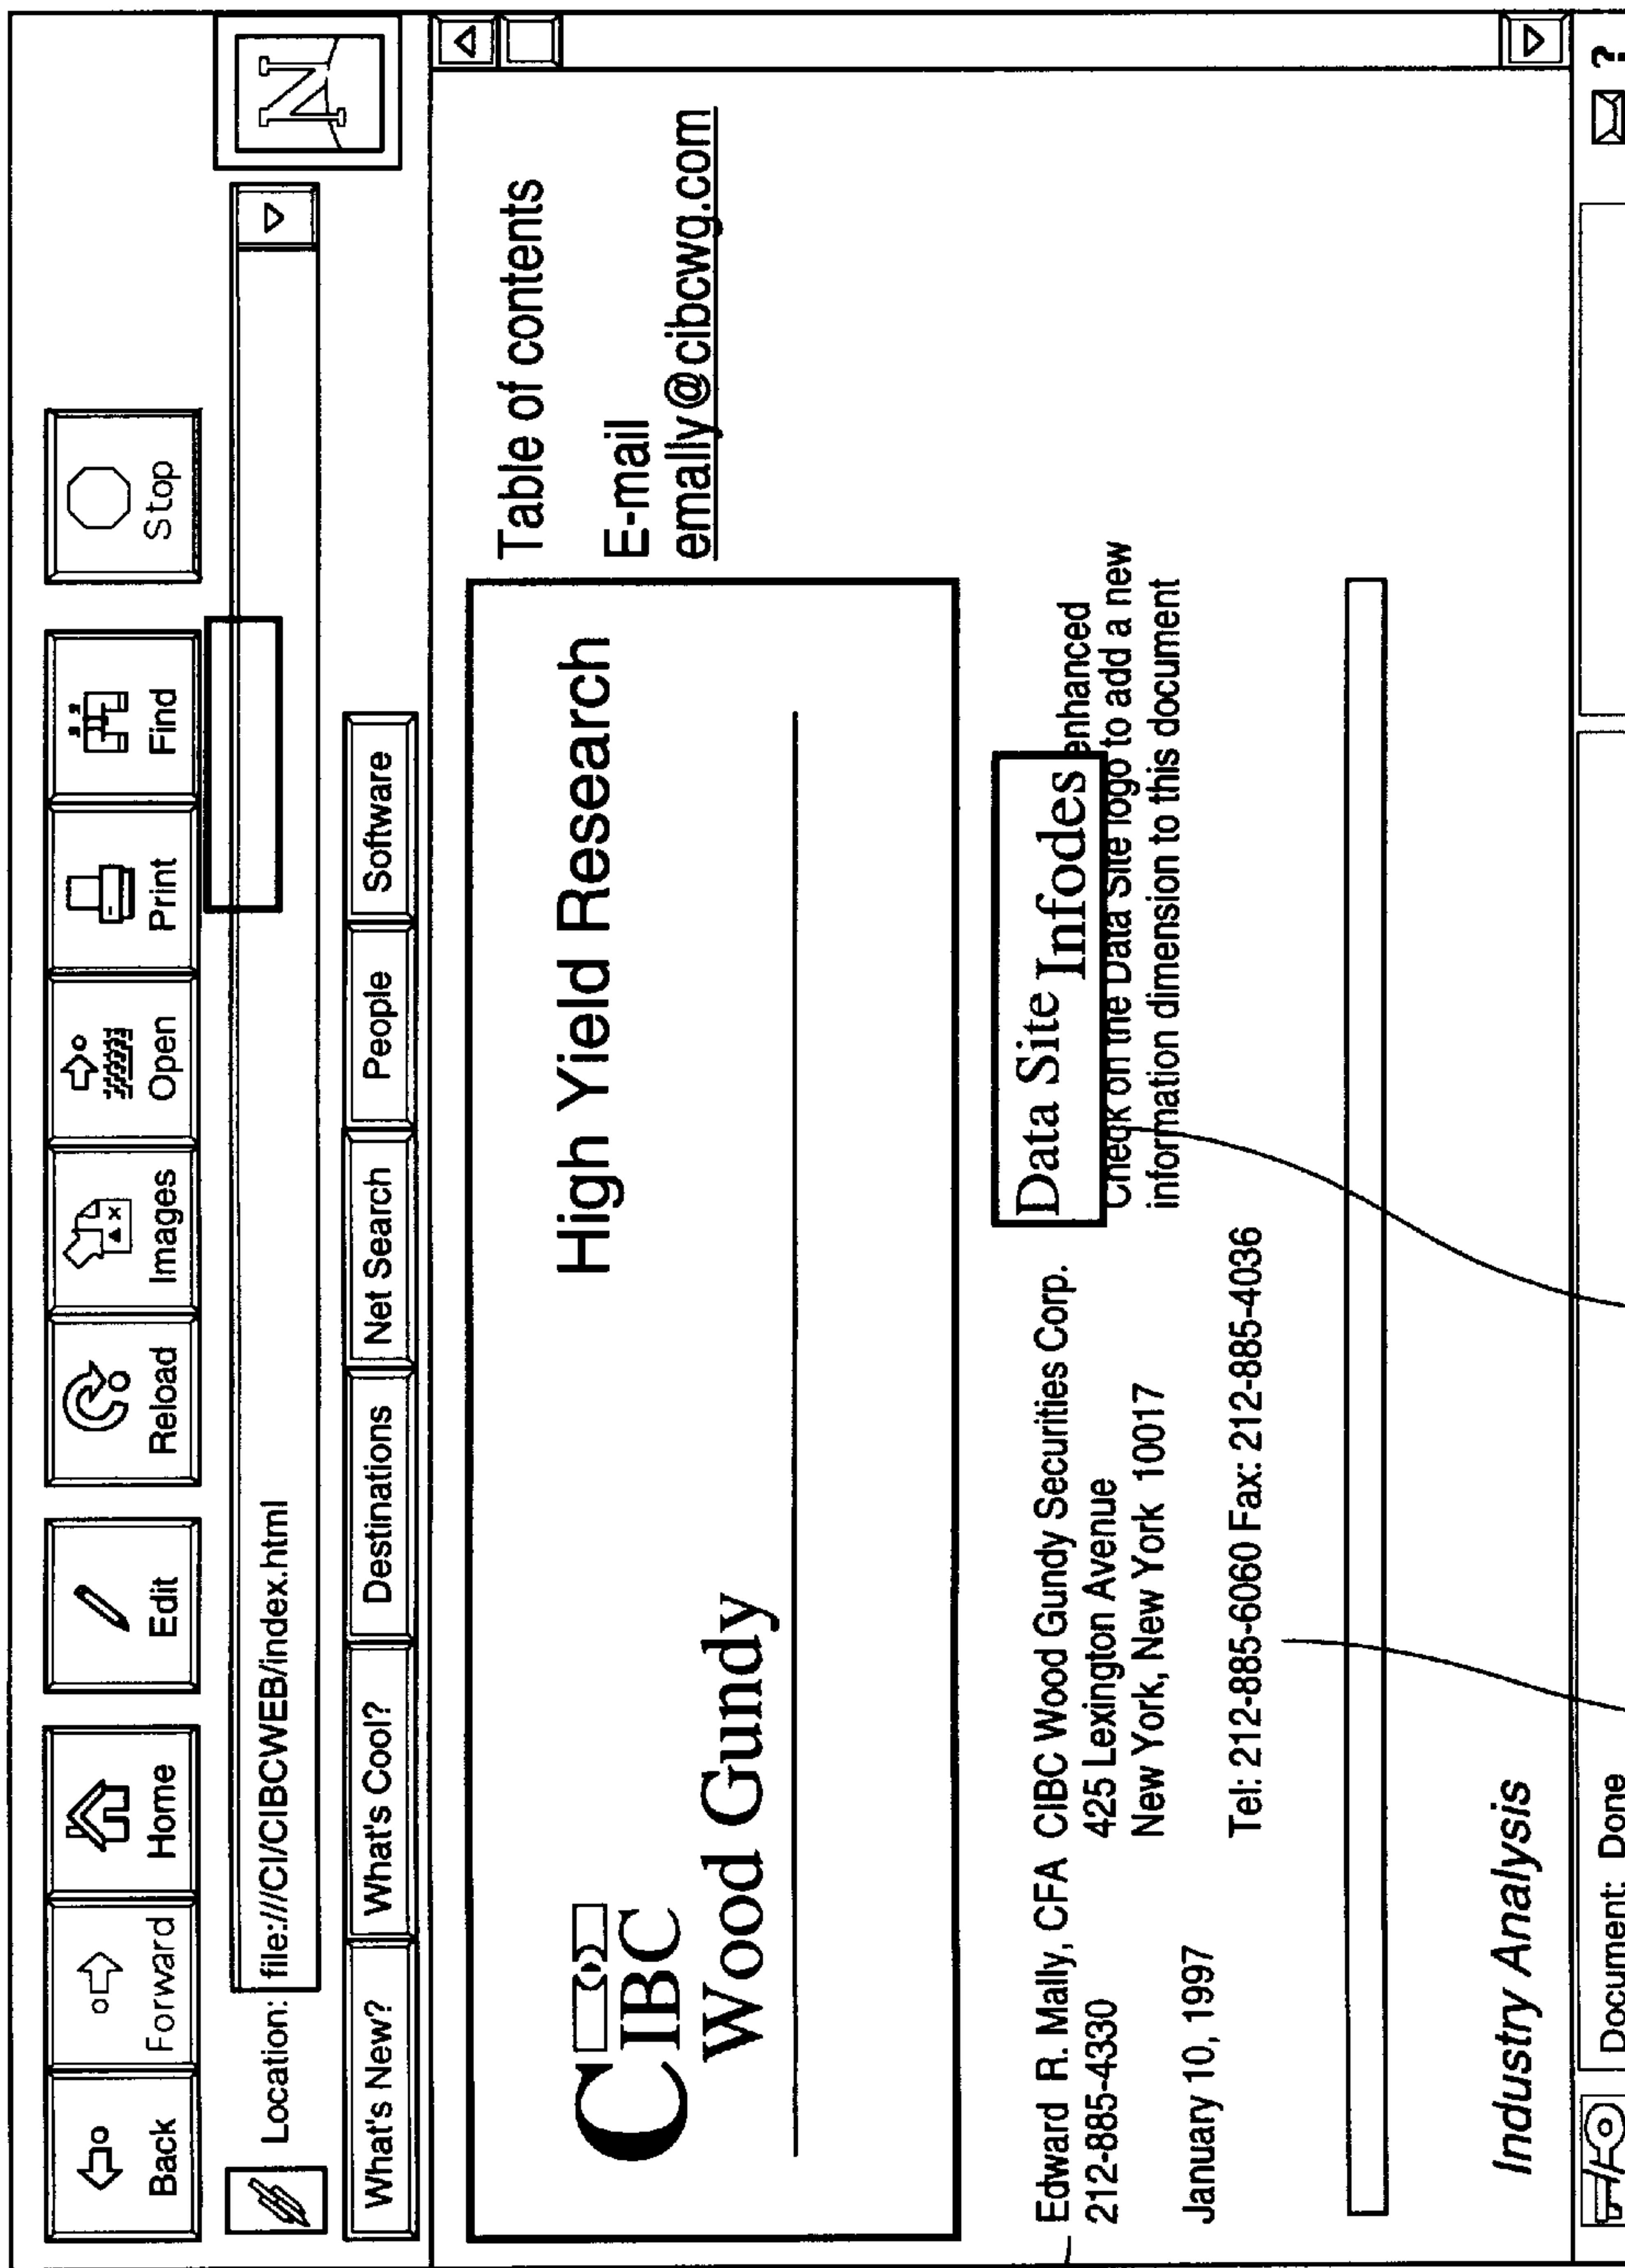 Back Forward Home Edit Reload Images Open Print Find Stop
Location: file:///CI/CIBCWEB/index.html
N
What's New? What's Cool? Destinations Net Search People Software
CIBC
Wood Gundy
High Yield Research
Table of contents
E-mail
emally@cibcwg.com
Edward R. Mally, CFA CIBC Wood Gundy Securities Corp.
212-885-4330
425 Lexington Avenue
New York, New York 10017
January 10, 1997
Tel: 212-885-6060 Fax: 212-885-4036
Data Site Infodes enhanced
Check on the Data Site logo to add a new
information dimension to this document
Industry Analysis
Document: Done
?